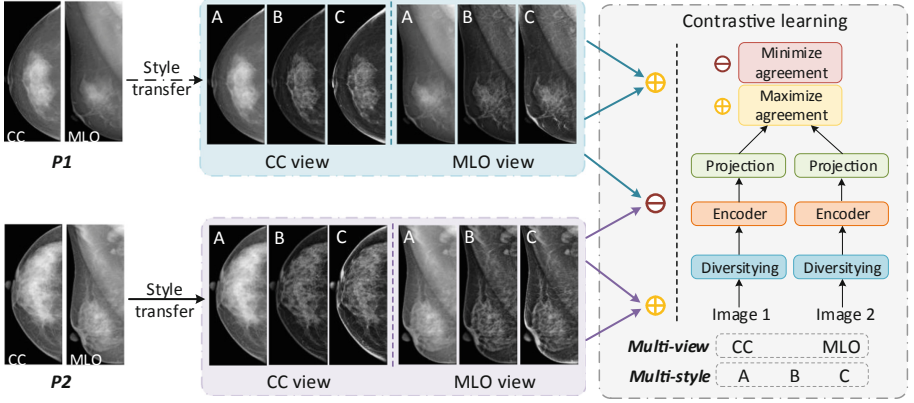 CC
MLO
P1
Style
transfer
A
B
C
A
B
C
CC view
MLO view
CC
MLO
P2
Style
transfer
A
B
C
A
B
C
CC view
MLO view
Contrastive learning
Minimize
agreement
Maximize
agreement
Projection
Projection
Encoder
Encoder
Diversitying
Diversitying
Image 1
Image 2
Multi-view
CC
MLO
Multi-style
A
B
C